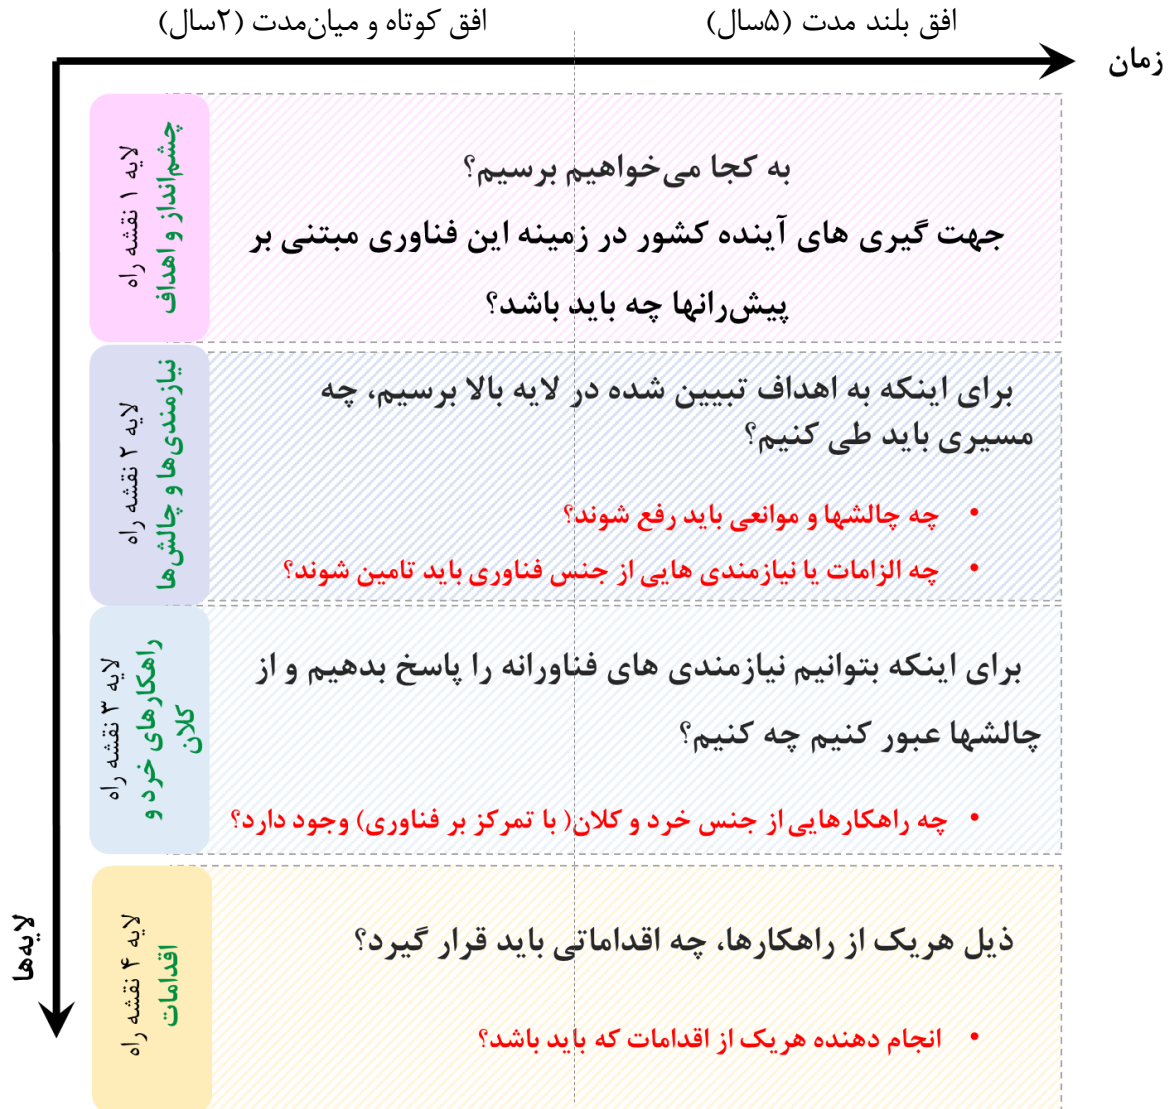 افق بلند مدت (۵سال)
افق کوتاه و میان‌مدت (۲سال)
زمان
لایه ۱ نقشه راه
چشم‌انداز و اهداف
به کجا می‌خواهیم برسیم؟
جهت گیری های آینده کشور در زمینه این فناوری مبتنی بر
پیش‌رانها چه باید باشد؟
لایه ۲ نقشه راه
نیازمندی‌ها و چالش‌ها
برای اینکه به اهداف تبیین شده در لایه بالا برسیم، چه
مسیری باید طی کنیم؟
• چه چالشها و موانعی باید رفع شوند؟
• چه الزامات یا نیازمندی هایی از جنس فناوری باید تامین شوند؟
لایه ۳ نقشه راه
راهکارهای خرد و
کلان
برای اینکه بتوانیم نیازمندی های فناورانه را پاسخ بدهیم و از
چالشها عبور کنیم چه کنیم؟
• چه راهکارهایی از جنس خرد و کلان( با تمرکز بر فناوری) وجود دارد؟
لایه ۴ نقشه راه
اقدامات
ذیل هریک از راهکارها، چه اقداماتی باید قرار گیرد؟
• انجام دهنده هریک از اقدامات که باید باشد؟
لایه‌ها